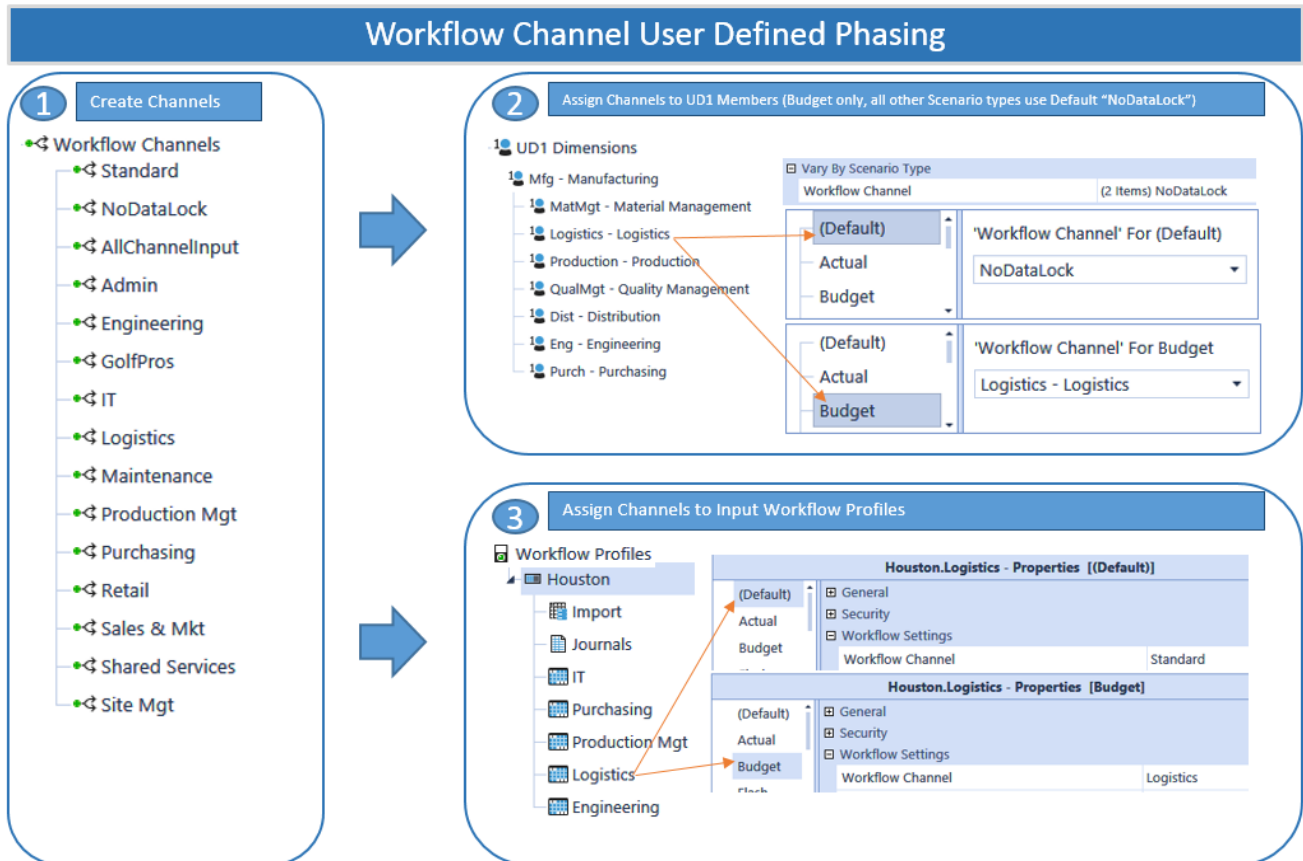 Workflow Channel User Defined Phasing
1
Create Channels
Workflow Channels
Standard
NoDataLock
AllChannelInput
Admin
Engineering
GolfPros
IT
Logistics
Maintenance
Production Mgt
Purchasing
Retail
Sales & Mkt
Shared Services
Site Mgt
2
Assign Channels to UD1 Members (Budget only, all other Scenario types use Default “NoDataLock”)
UD1 Dimensions
Mfg - Manufacturing
MatMgt - Material Management
Logistics - Logistics
Production - Production
QualMgt - Quality Management
Dist - Distribution
Eng - Engineering
Purch - Purchasing
Vary By Scenario Type
Workflow Channel (2 Items) NoDataLock
(Default)
Actual
Budget
'Workflow Channel' For (Default)
NoDataLock
(Default)
Actual
Budget
'Workflow Channel' For Budget
Logistics - Logistics
3
Assign Channels to Input Workflow Profiles
Workflow Profiles
Houston
Import
Journals
IT
Purchasing
Production Mgt
Logistics
Engineering
Houston.Logistics - Properties [(Default)]
(Default)
Actual
Budget
General
Security
Workflow Settings
Workflow Channel Standard
Houston.Logistics - Properties [Budget]
(Default)
Actual
Budget
General
Security
Workflow Settings
Workflow Channel Logistics